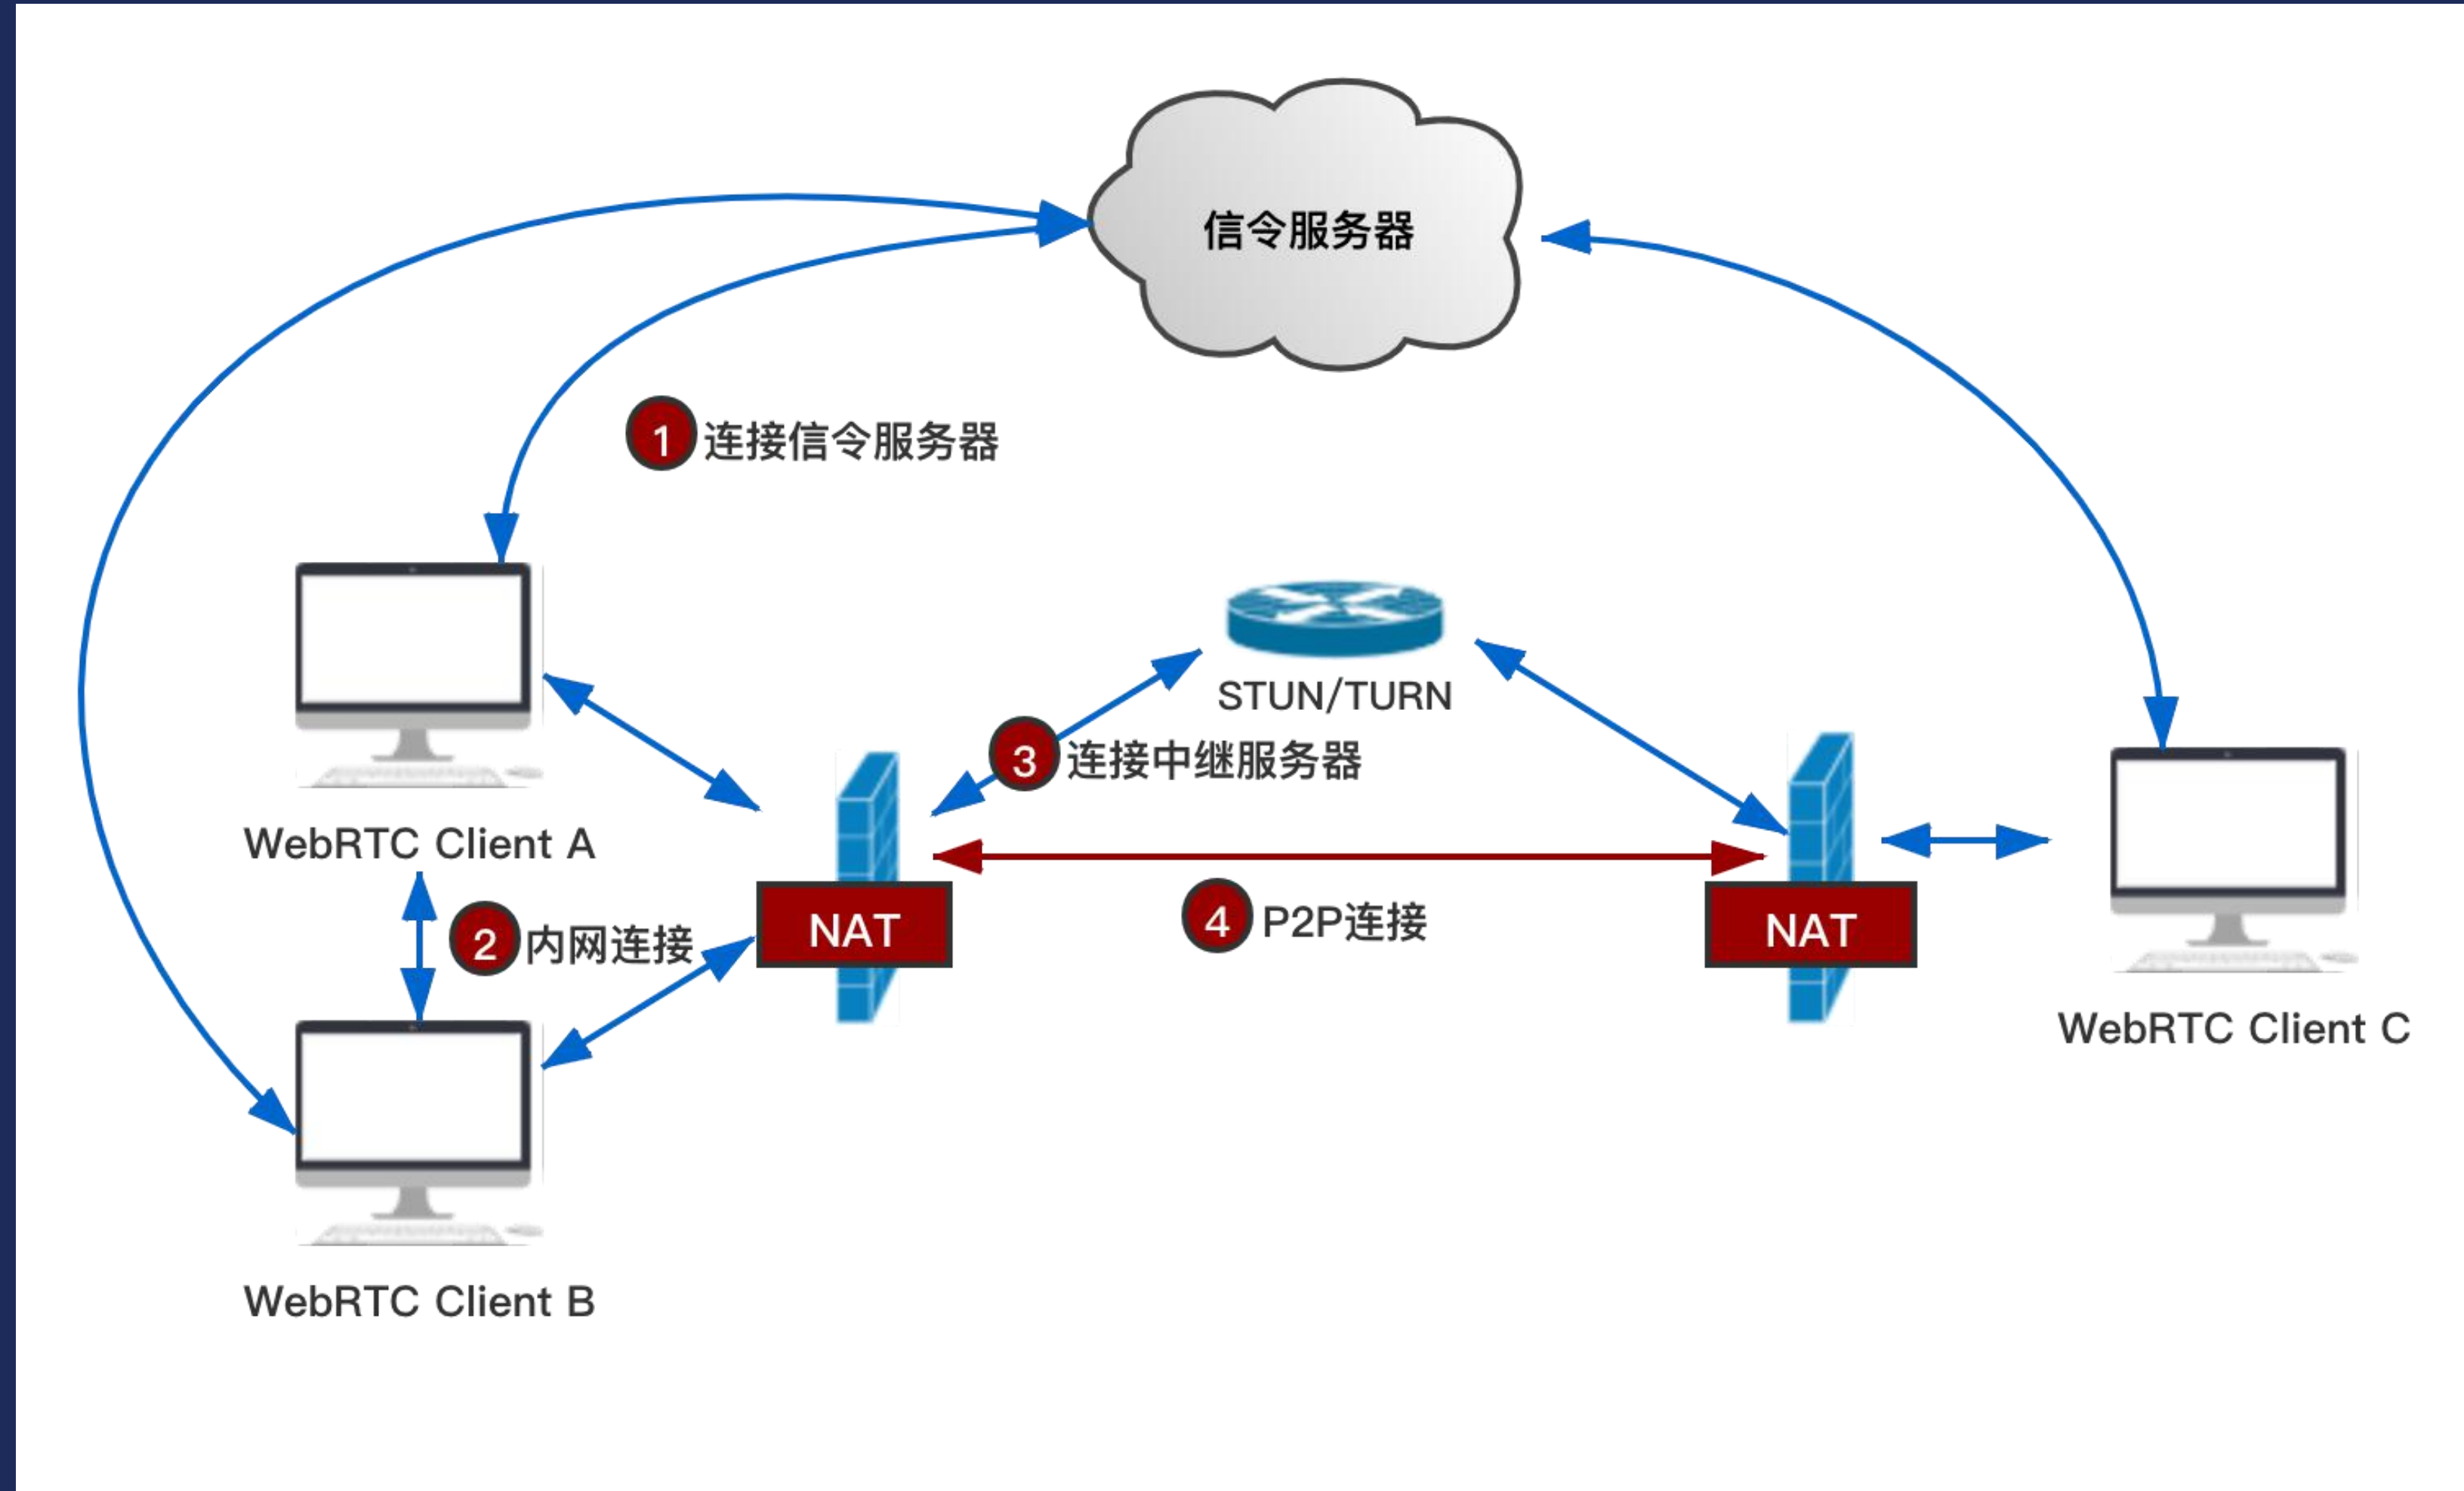 信令服务器
1 连接信令服务器
STUN/TURN
3 连接中继服务器
WebRTC Client A
2 内网连接
NAT
4 P2P连接
NAT
WebRTC Client C
WebRTC Client B